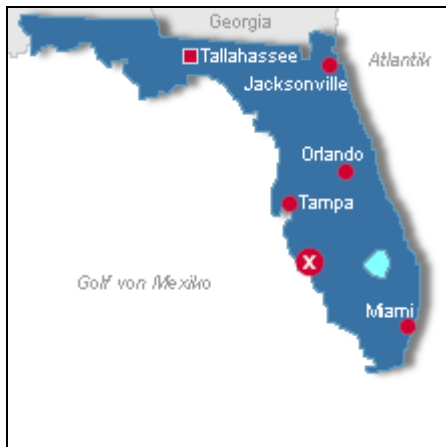 Georgia
Tallahassee
Atlantik
Jacksonville
Orlando
Tampa
X
Golf von Mexiko
Miami